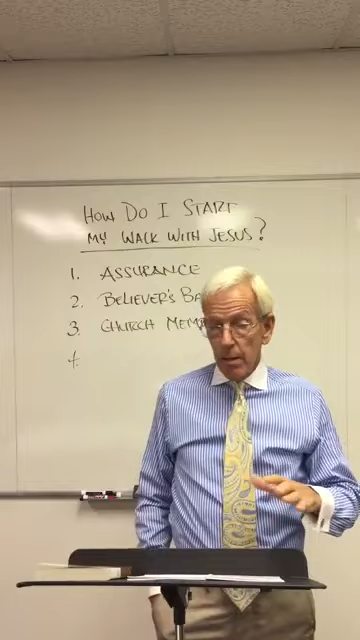 How Do I START
MY WALK WITH JESUS?
1. ASSURANCE
2. BELIEVER'S
3. CHURCH
4.